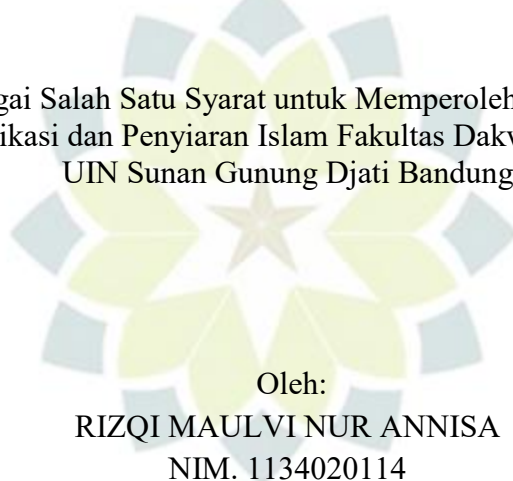 gai Salah Satu Syarat untuk Memperoleh
ikasi dan Penyiaran Islam Fakultas Dakw
UIN Sunan Gunung Djati Bandung
Oleh:
RIZQI MAULVI NUR ANNISA
NIM. 1134020114